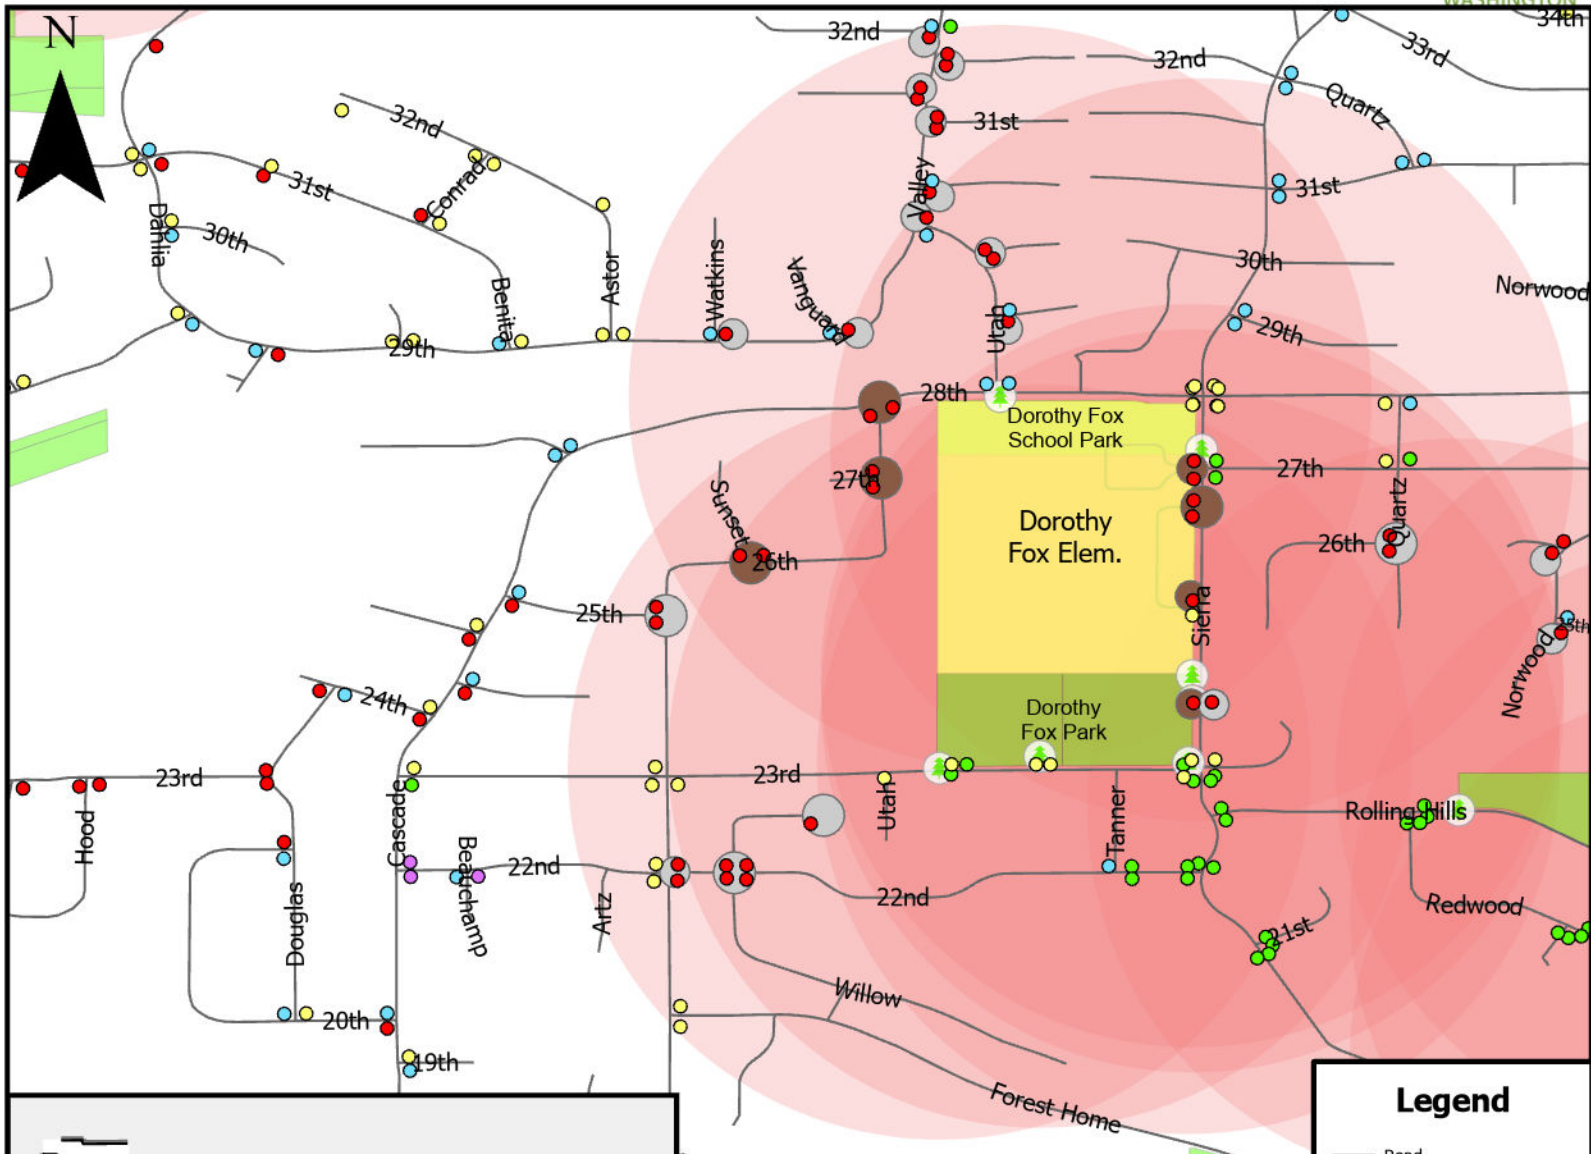 WASHINGTON
34th
N
32nd
33rd
32nd
Quartz
32nd
31st
31st
Conrad
31st
Valley
Dahlia
30th
30th
Watkins
Vanguard
Astor
Benita
Norwood
Utah
29th
29th
28th
Dorothy Fox
School Park
27th
27th
Sunset
Quartz
Dorothy
Fox Elem.
26th
26th
25th
Sierra
25th
Norwood
24th
Dorothy
Fox Park
23rd
23rd
Hood
Cascade
Utah
Tanner
Rolling Hills
Beauchamp
22nd
22nd
Artz
Douglas
Redwood
21st
Willow
20th
19th
Forest Home
Legend
Road